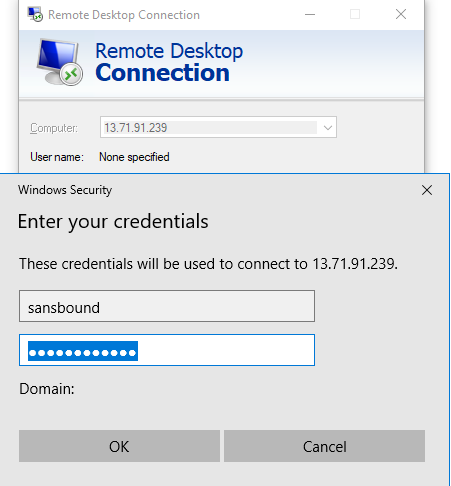 Remote Desktop Connection
Remote Desktop
Connection
Computer: 13.71.91.239
User name: None specified
Windows Security
Enter your credentials
These credentials will be used to connect to 13.71.91.239.
sansbound
●●●●●●●●●●●●
Domain:
OK Cancel